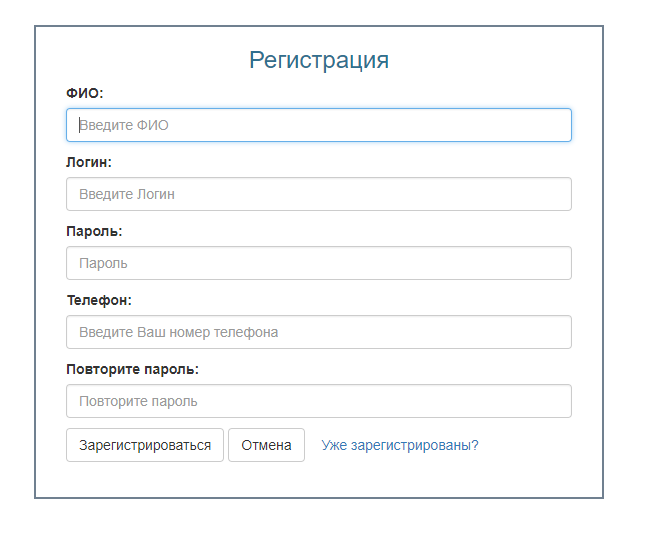 Регистрация
ФИО:
Введите ФИО
Логин:
Введите Логин
Пароль:
Пароль
Телефон:
Введите Ваш номер телефона
Повторите пароль:
Повторите пароль
Зарегистрироваться Отмена Уже зарегистрированы?